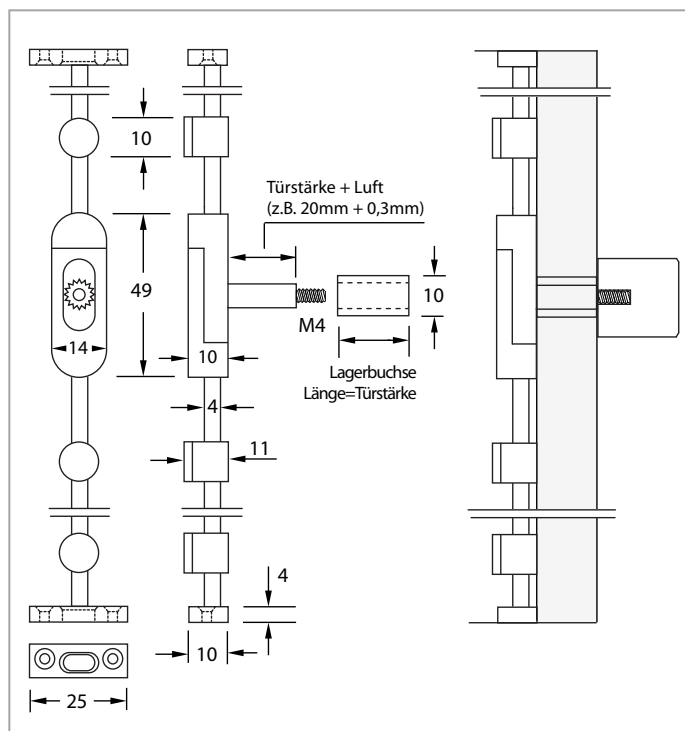 10
Türstärke + Luft
(z.B. 20mm + 0,3mm)
49
10
M4
14
10
Lagerbuchse
Länge=Türstärke
4
11
4
10
25